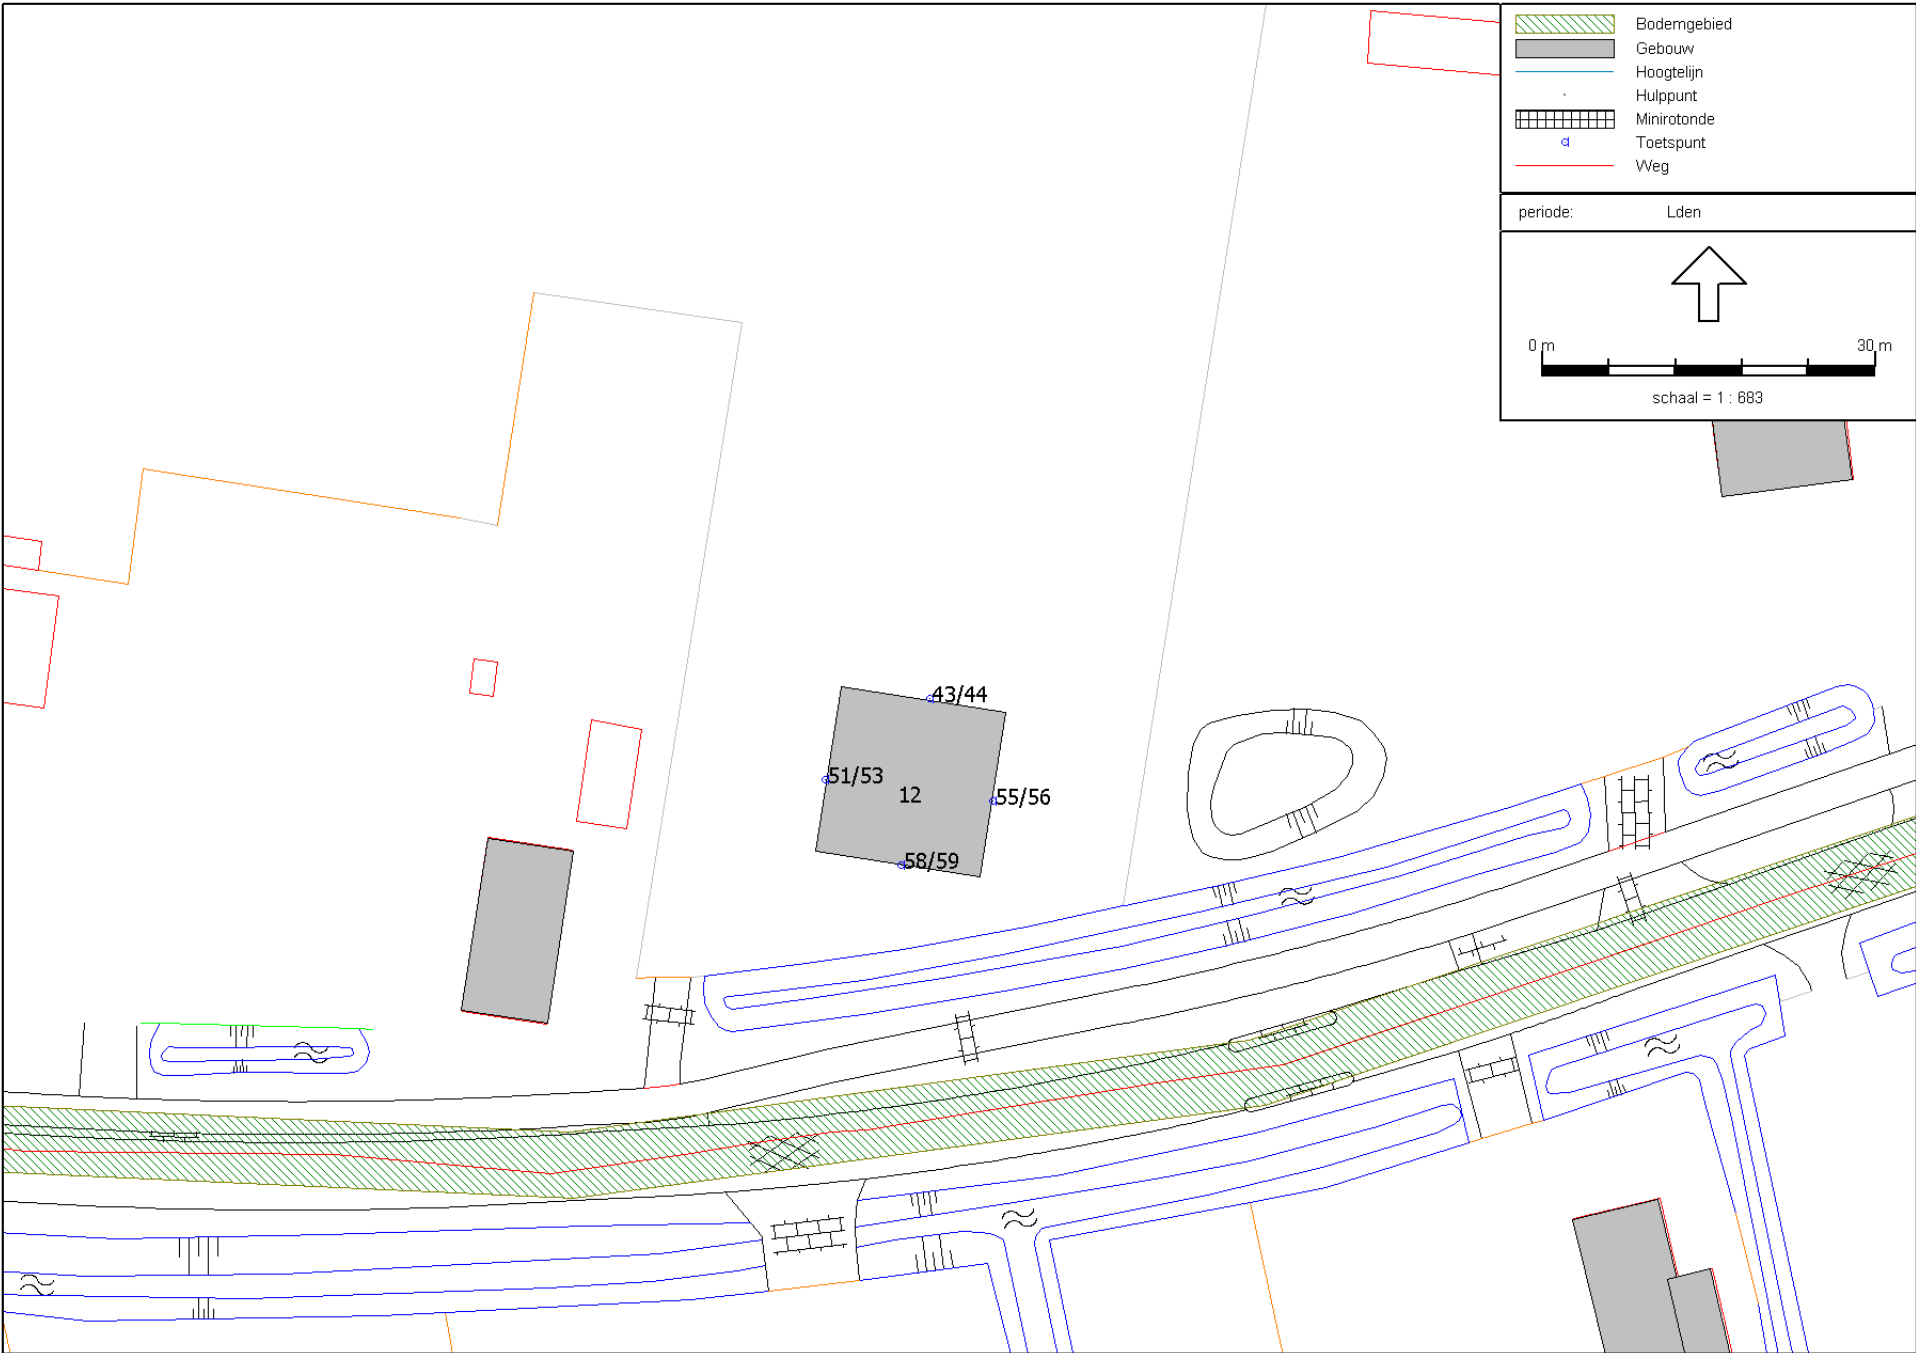 Bodemgebied
Gebouw
Hoogtelijn
Hulppunt
Minirotonde
Toetspunt
Weg
periode: Lden
0 m 30 m
schaal = 1 : 683
43/44
51/53
12
55/56
58/59